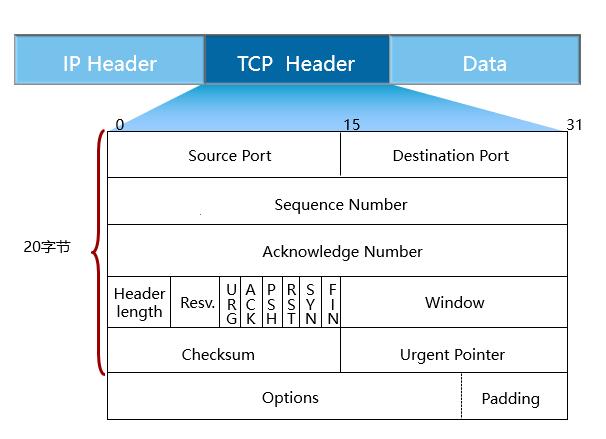 IP Header
TCP Header
Data
0
15
31
Source Port
Destination Port
Sequence Number
20字节
Acknowledge Number
Header
length
Resv.
URG
ACK
PSH
RST
SYN
FIN
Window
Checksum
Urgent Pointer
Options
Padding